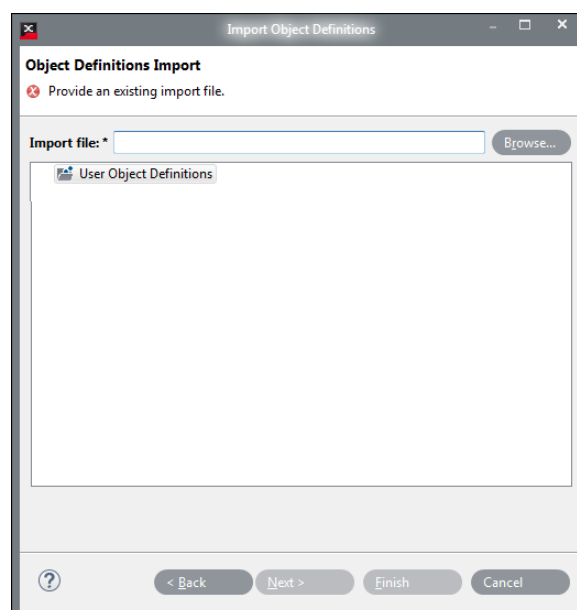 Import Object Definitions
Object Definitions Import
Provide an existing import file.
Import file: * Browse...
User Object Definitions
? < Back Next > Finish Cancel